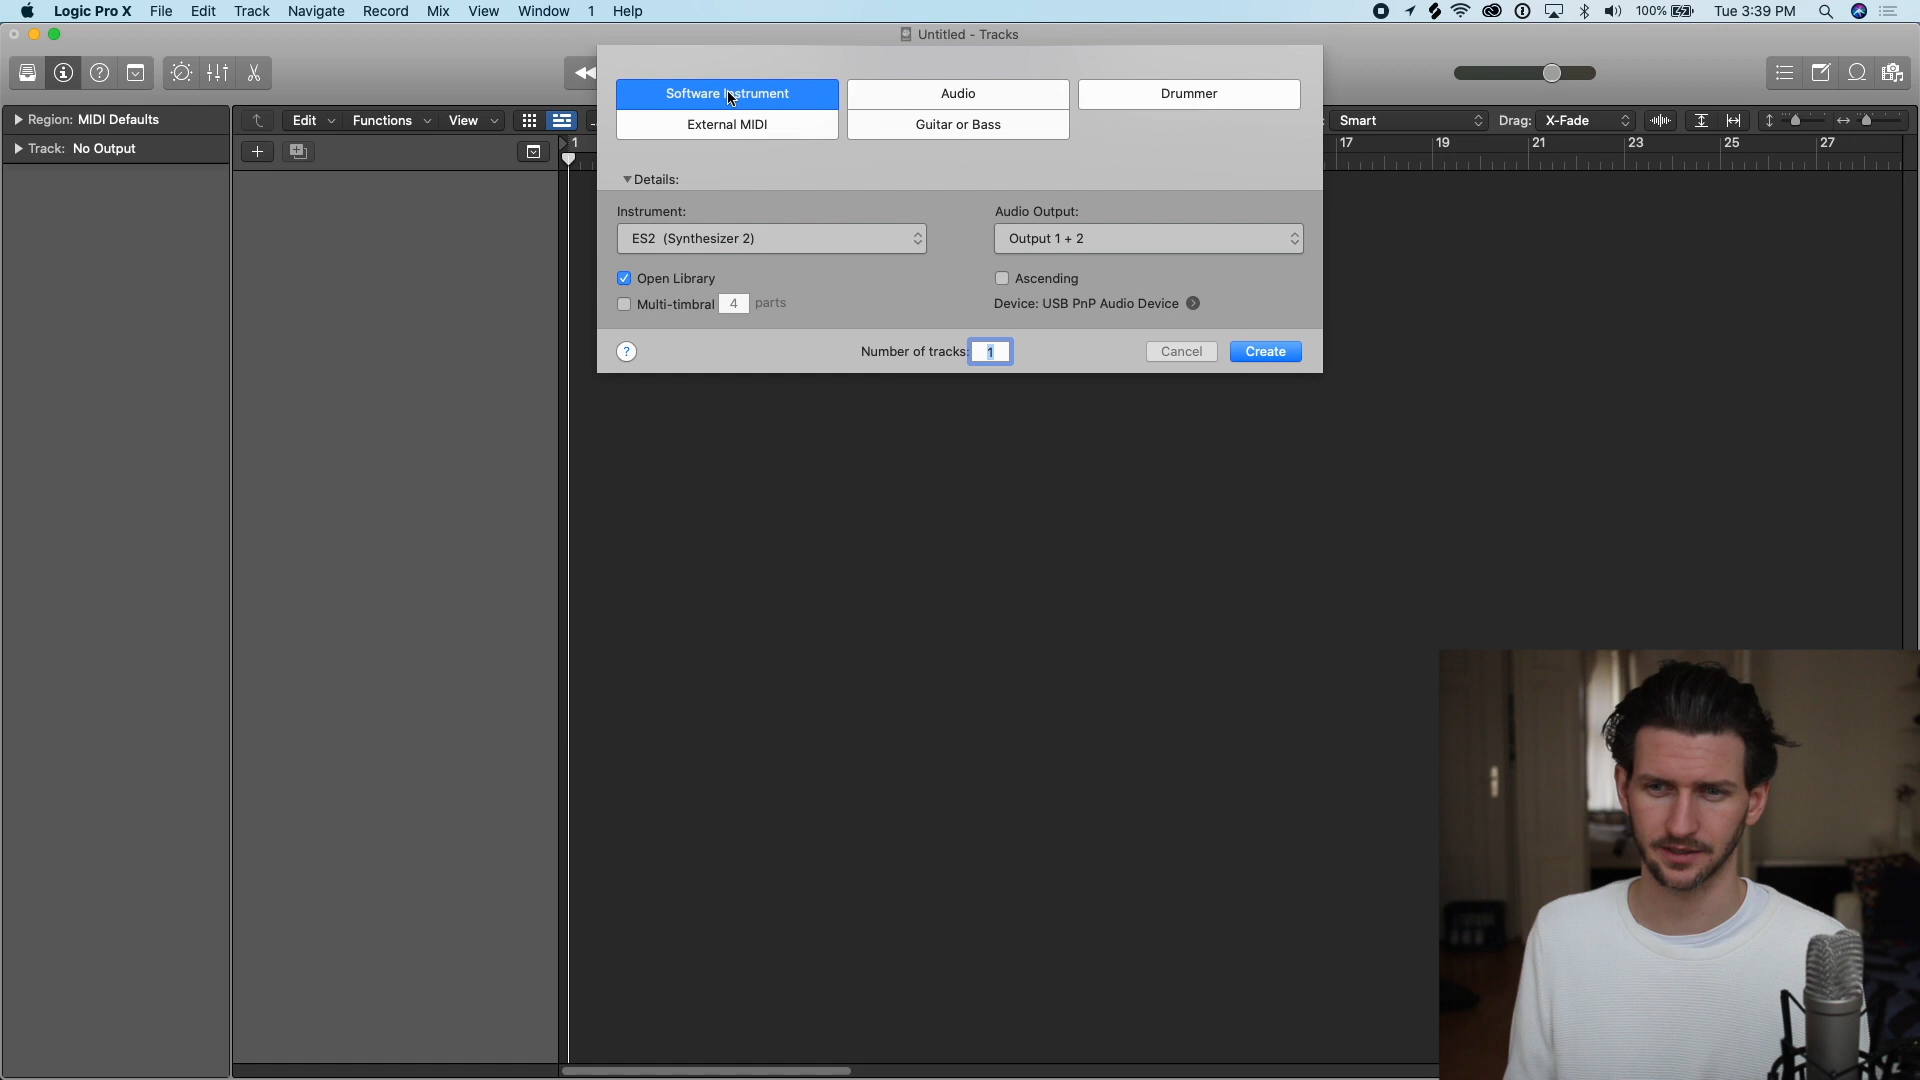 Logic Pro X File Edit Track Navigate Record Mix View Window 1 Help 100% Tue 3:39 PM
Untitled - Tracks
Software Instrument Audio Drummer
External MIDI Guitar or Bass
Region: MIDI Defaults Edit Functions View Smart Drag: X-Fade
Track: No Output 1 17 19 21 23 25 27
Details:
Instrument: Audio Output:
ES2 (Synthesizer 2) Output 1 + 2
Open Library Ascending
Multi-timbral 4 parts Device: USB PnP Audio Device
? Number of tracks: 1 Cancel Create